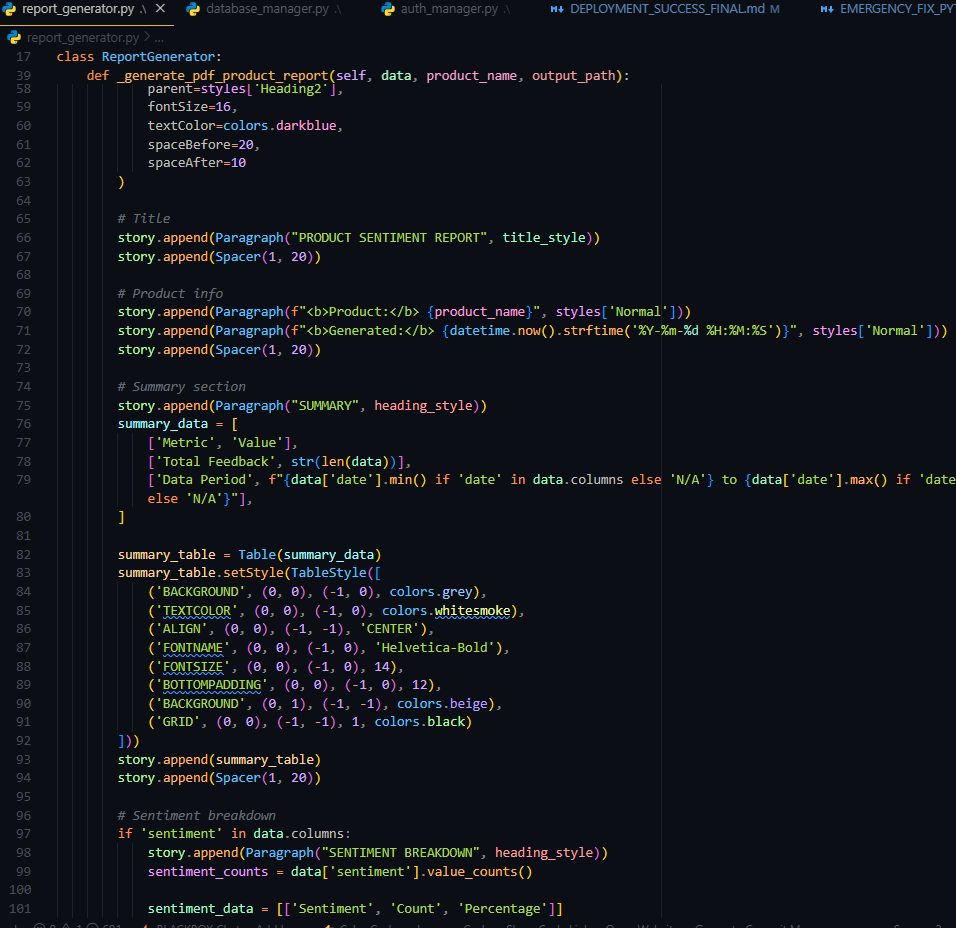 report_generator.py .\ ×
database_manager.py .\
auth_manager.py .\
DEPLOYMENT_SUCCESS_FINAL.md M
EMERGENCY_FIX_PYT
report_generator.py > ...
17 class ReportGenerator:
39 def _generate_pdf_product_report(self, data, product_name, output_path):
58 parent=styles['Heading2'],
59 fontSize=16,
60 textColor=colors.darkblue,
61 spaceBefore=20,
62 spaceAfter=10
63 )
64
65 # Title
66 story.append(Paragraph("PRODUCT SENTIMENT REPORT", title_style))
67 story.append(Spacer(1, 20))
68
69 # Product info
70 story.append(Paragraph(f"<b>Product:</b> {product_name}", styles['Normal']))
71 story.append(Paragraph(f"<b>Generated:</b> {datetime.now().strftime('%Y-%m-%d %H:%M:%S')}", styles['Normal']))
72 story.append(Spacer(1, 20))
73
74 # Summary section
75 story.append(Paragraph("SUMMARY", heading_style))
76 summary_data = [
77 ['Metric', 'Value'],
78 ['Total Feedback', str(len(data))],
79 ['Data Period', f"{data['date'].min() if 'date' in data.columns else 'N/A'} to {data['date'].max() if 'date
else 'N/A'}"],
80 ]
81
82 summary_table = Table(summary_data)
83 summary_table.setStyle(TableStyle([
84 ('BACKGROUND', (0, 0), (-1, 0), colors.grey),
85 ('TEXTCOLOR', (0, 0), (-1, 0), colors.whitesmoke),
86 ('ALIGN', (0, 0), (-1, -1), 'CENTER'),
87 ('FONTNAME', (0, 0), (-1, 0), 'Helvetica-Bold'),
88 ('FONTSIZE', (0, 0), (-1, 0), 14),
89 ('BOTTOMPADDING', (0, 0), (-1, 0), 12),
90 ('BACKGROUND', (0, 1), (-1, -1), colors.beige),
91 ('GRID', (0, 0), (-1, -1), 1, colors.black)
92 ]))
93 story.append(summary_table)
94 story.append(Spacer(1, 20))
95
96 # Sentiment breakdown
97 if 'sentiment' in data.columns:
98 story.append(Paragraph("SENTIMENT BREAKDOWN", heading_style))
99 sentiment_counts = data['sentiment'].value_counts()
100
101 sentiment_data = [['Sentiment', 'Count', 'Percentage']]